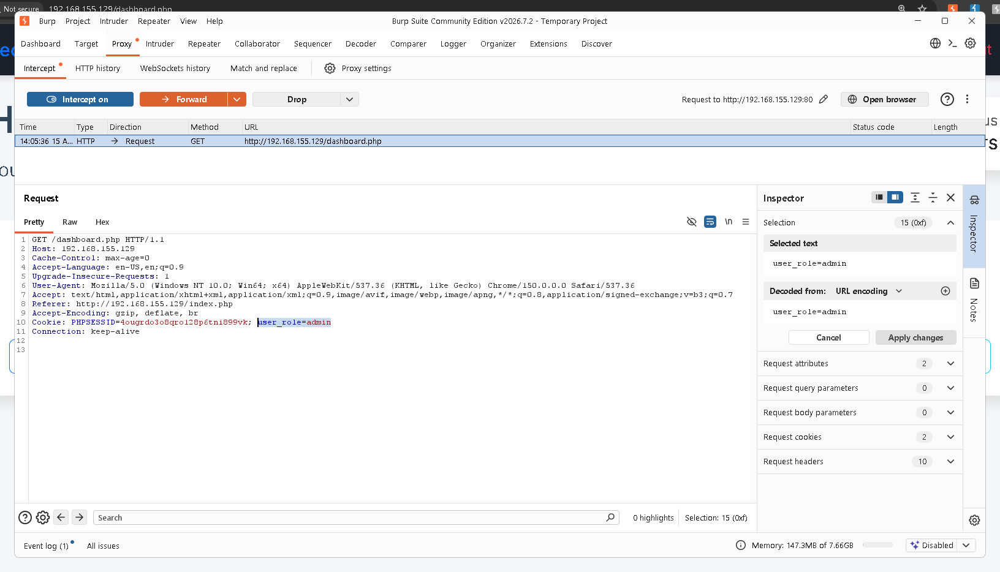 Not secure 192.168.155.129/dashboard.php
Burp Project Intruder Repeater View Help Burp Suite Community Edition v2026.7.2 - Temporary Project
Dashboard Target Proxy Intruder Repeater Collaborator Sequencer Decoder Comparer Logger Organizer Extensions Discover
Intercept HTTP history WebSockets history Match and replace Proxy settings
Intercept on Forward Drop Request to http://192.168.155.129:80 Open browser
Time Type Direction Method URL Status code Length
14:05:36 15 A... HTTP Request GET http://192.168.155.129/dashboard.php
Request
Pretty Raw Hex \n
1 GET /dashboard.php HTTP/1.1
2 Host: 192.168.155.129
3 Cache-Control: max-age=0
4 Accept-Language: en-US,en;q=0.9
5 Upgrade-Insecure-Requests: 1
6 User-Agent: Mozilla/5.0 (Windows NT 10.0; Win64; x64) AppleWebKit/537.36 (KHTML, like Gecko) Chrome/150.0.0.0 Safari/537.36
7 Accept: text/html,application/xhtml+xml,application/xml;q=0.9,image/avif,image/webp,image/apng,*/*;q=0.8,application/signed-exchange;v=b3;q=0.7
8 Referer: http://192.168.155.129/index.php
9 Accept-Encoding: gzip, deflate, br
10 Cookie: PHPSESSID=4ougrdo3o8qro128p6tni899vk; user_role=admin
11 Connection: keep-alive
12
13
Inspector
Selection 15 (0xf)
Selected text
user_role=admin
Decoded from: URL encoding
user_role=admin
Cancel Apply changes
Request attributes 2
Request query parameters 0
Request body parameters 0
Request cookies 2
Request headers 10
Inspector
Notes
Search 0 highlights Selection: 15 (0xf)
Event log (1) All issues Memory: 147.3MB of 7.66GB Disabled